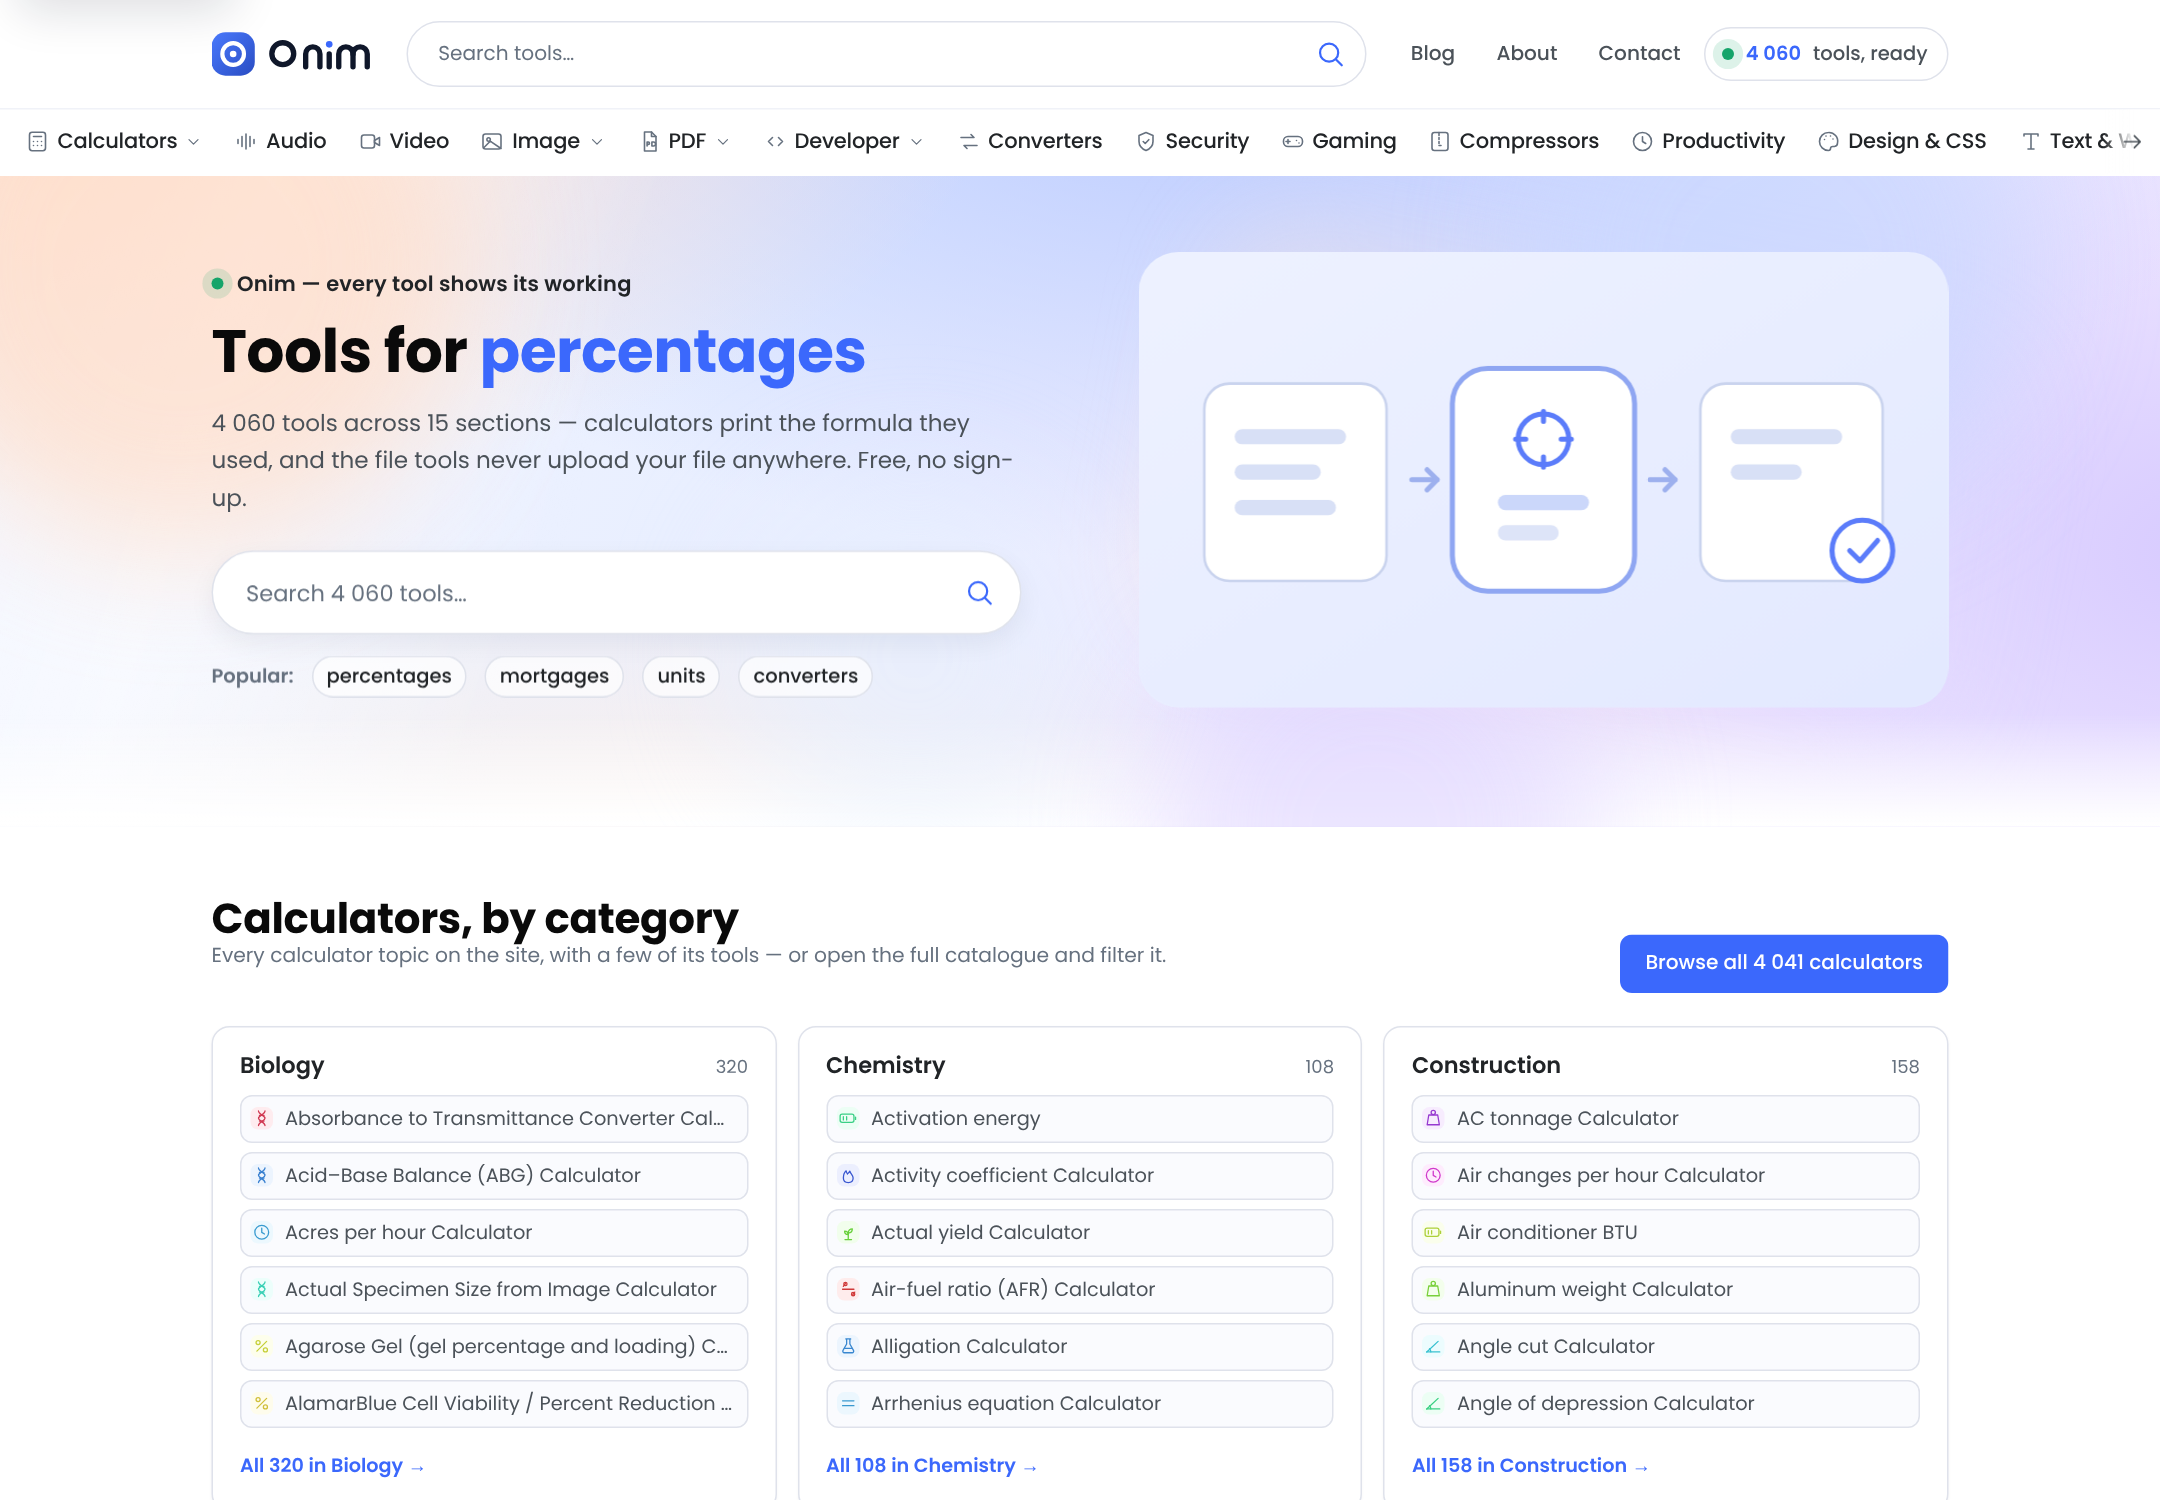 Onim
Search tools...
Blog
About
Contact
4 060 tools, ready
Calculators
Audio
Video
Image
PDF
Developer
Converters
Security
Gaming
Compressors
Productivity
Design & CSS
Text &
Onim — every tool shows its working
Tools for percentages
4 060 tools across 15 sections — calculators print the formula they
used, and the file tools never upload your file anywhere. Free, no sign-
up.
Search 4 060 tools...
Popular:
percentages
mortgages
units
converters
Calculators, by category
Every calculator topic on the site, with a few of its tools — or open the full catalogue and filter it.
Browse all 4 041 calculators
Biology
320
Absorbance to Transmittance Converter Cal...
Acid-Base Balance (ABG) Calculator
Acres per hour Calculator
Actual Specimen Size from Image Calculator
Agarose Gel (gel percentage and loading) C...
AlamarBlue Cell Viability / Percent Reduction ...
All 320 in Biology →
Chemistry
108
Activation energy
Activity coefficient Calculator
Actual yield Calculator
Air-fuel ratio (AFR) Calculator
Alligation Calculator
Arrhenius equation Calculator
All 108 in Chemistry →
Construction
158
AC tonnage Calculator
Air changes per hour Calculator
Air conditioner BTU
Aluminum weight Calculator
Angle cut Calculator
Angle of depression Calculator
All 158 in Construction →